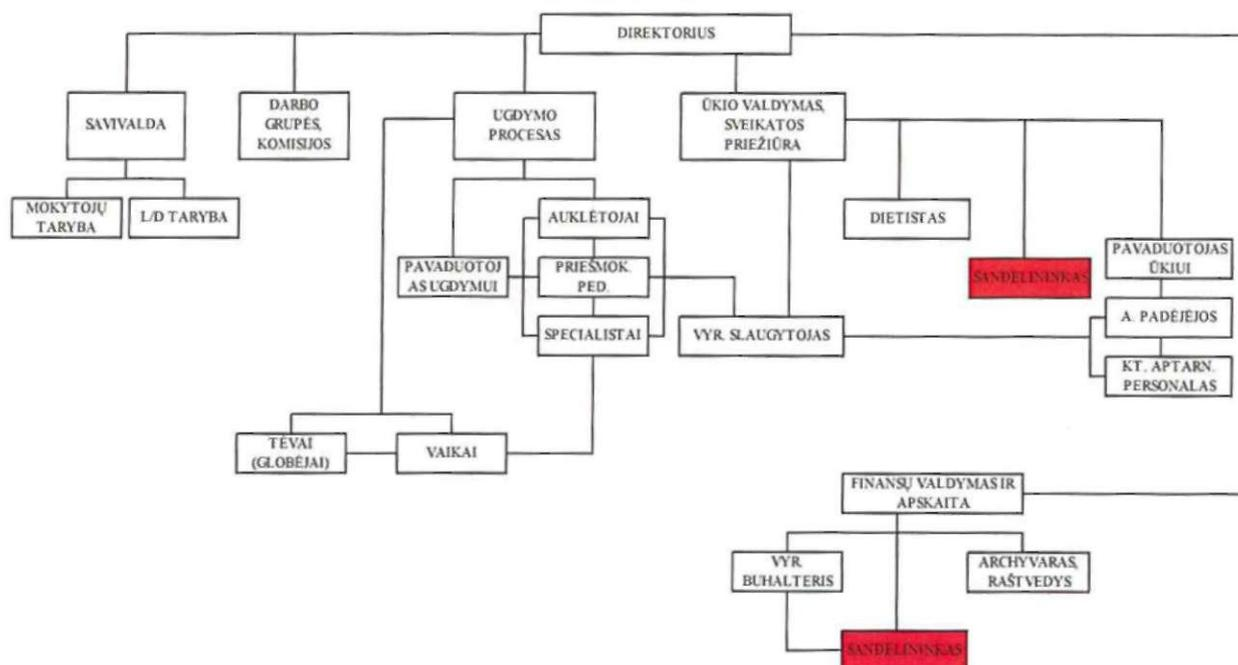 DIREKTORIUS
SAVIVALDA
DARBO
GRUPĖS,
KOMISIJOS
UGDYMO
PROCESAS
ŪKIO VALDYMAS,
SVEIKATOS
PRIEŽIŪRA
MOKYTOJŲ
TARYBA
L/D TARYBA
AUKLĖTOJAI
DIETISTAS
PAVADUOTOJ
AS UGDYMUI
PRIEŠMOK.
PED.
SANDĖLININKAS
PAVADUOTOJAS
ŪKIUI
SPECIALISTAI
VYR. SLAUGYTOJAS
A. PADĖJĖJOS
KT. APTARN.
PERSONALAS
TĖVAI
(GLOBĖJAI)
VAIKAI
FINANSŲ VALDYMAS IR
APSKAITA
VYR.
BUHALTERIS
ARCHYVARAS,
RAŠTVEDYS
SANDĖLININKAS